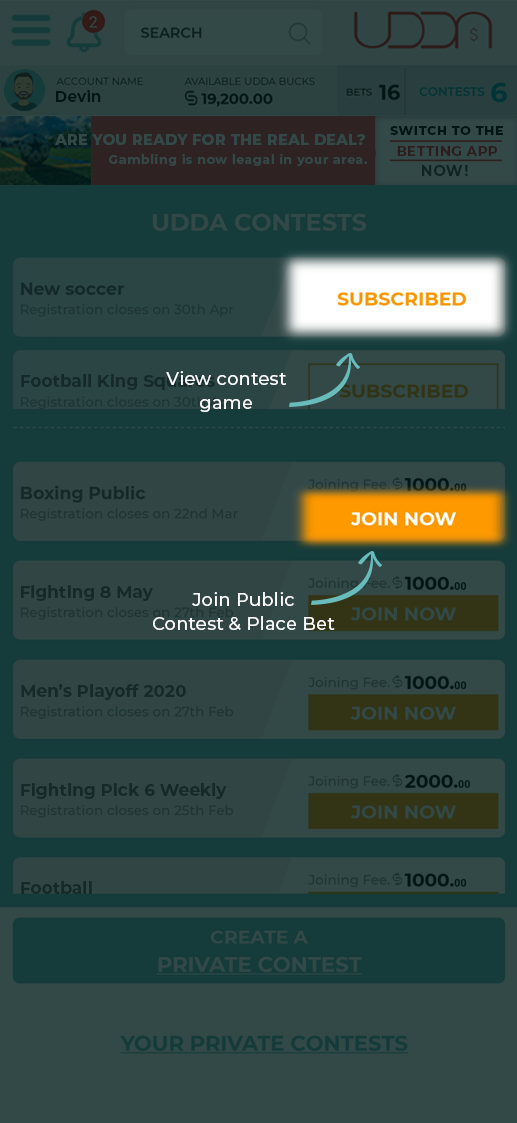 2
SEARCH
UDDA
$
ACCOUNT NAME
Devin
AVAILABLE UDDA BUCKS
19,200.00
BETS 16
CONTESTS 6
ARE YOU READY FOR THE REAL DEAL?
Gambling is now leagal in your area.
SWITCH TO THE
BETTING APP
NOW!
UDDA CONTESTS
New soccer
Registration closes on 30th Apr
SUBSCRIBED
View contest
game
Football King Squares
Registration closes on 30th
SUBSCRIBED
Boxing Public
Registration closes on 22nd Mar
Joining Fee. 1000.00
JOIN NOW
Join Public
Contest & Place Bet
Fighting 8 May
Registration closes on 27th Feb
Joining Fee. 1000.00
JOIN NOW
Men's Playoff 2020
Registration closes on 27th Feb
Joining Fee. 1000.00
JOIN NOW
Fighting Pick 6 Weekly
Registration closes on 25th Feb
Joining Fee. 2000.00
JOIN NOW
Football
Joining Fee. 1000.00
CREATE A
PRIVATE CONTEST
YOUR PRIVATE CONTESTS